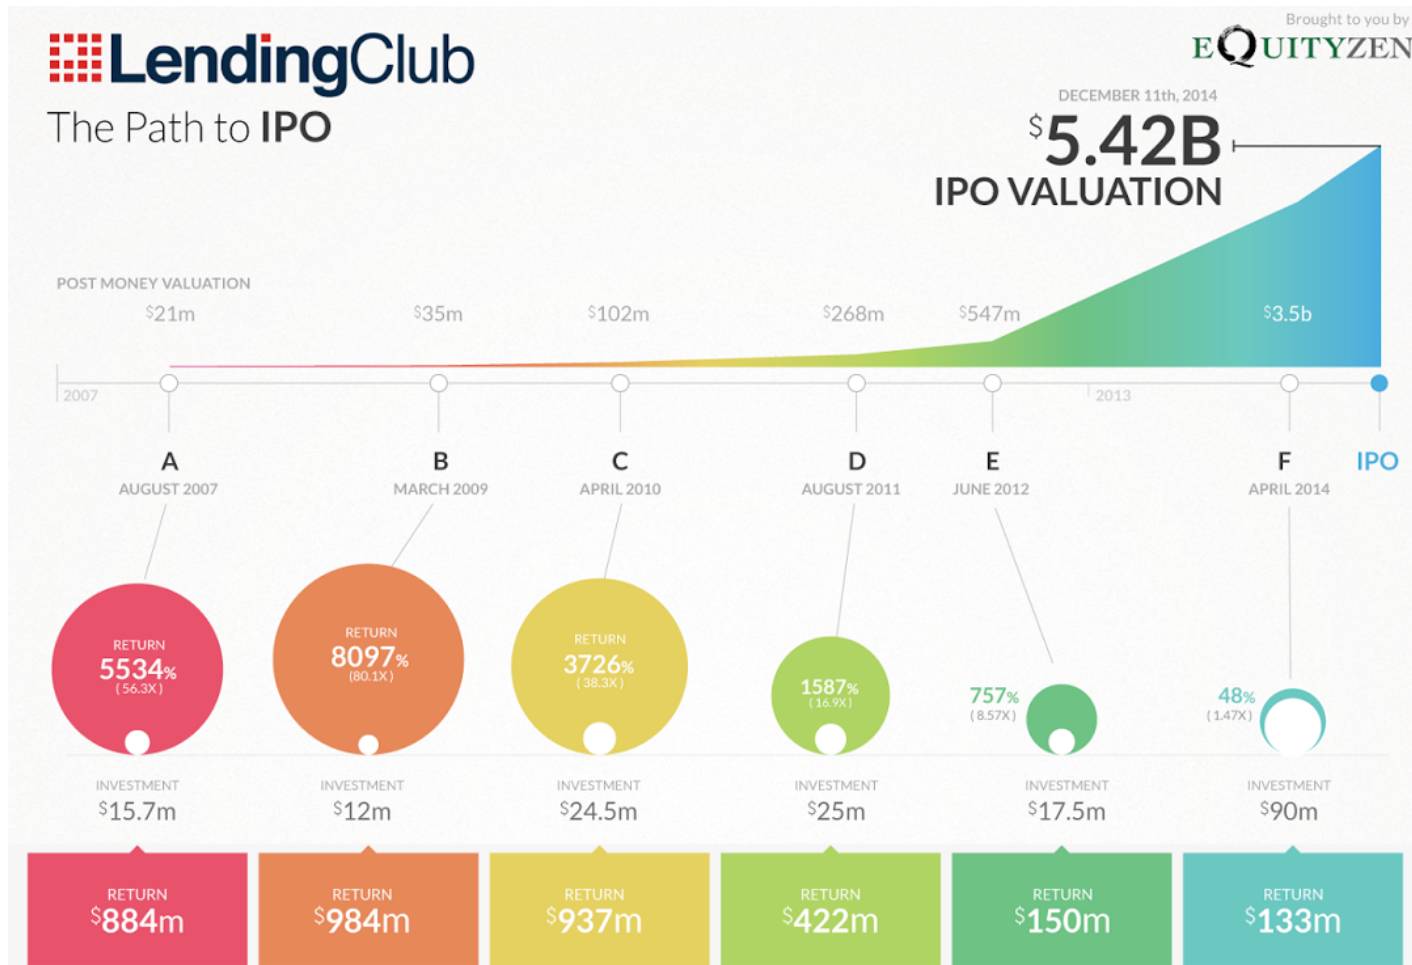 LendingClub
The Path to IPO
Brought to you by
EQUITYZEN
DECEMBER 11th, 2014
$5.42B
IPO VALUATION
POST MONEY VALUATION
$21m
$35m
$102m
$268m
$547m
$3.5b
2007
2013
A
AUGUST 2007
B
MARCH 2009
C
APRIL 2010
D
AUGUST 2011
E
JUNE 2012
F
APRIL 2014
IPO
RETURN
5534%
(56.3X)
RETURN
8097%
(80.1X)
RETURN
3726%
(38.3X)
1587%
(16.9X)
757%
(8.57X)
48%
(1.47X)
INVESTMENT
$15.7m
INVESTMENT
$12m
INVESTMENT
$24.5m
INVESTMENT
$25m
INVESTMENT
$17.5m
INVESTMENT
$90m
RETURN
$884m
RETURN
$984m
RETURN
$937m
RETURN
$422m
RETURN
$150m
RETURN
$133m